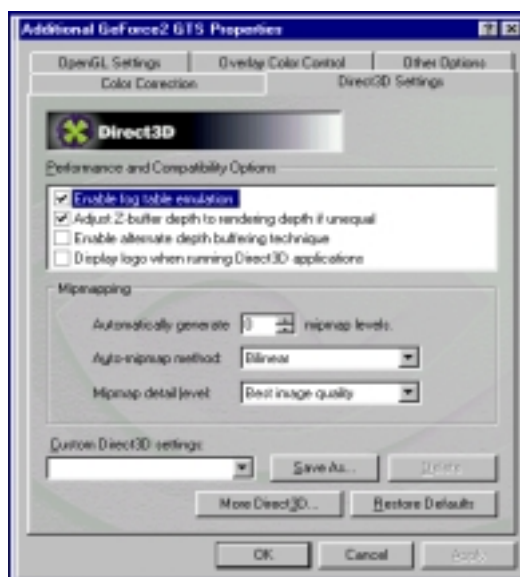 Additional GeForce2 GTS Properties
OpenGL Settings Overlay Color Control Other Options
Color Correction Direct3D Settings
Direct3D
Performance and Compatibility Options
Enable fog table emulation
Adjust Z-buffer depth to rendering depth if unequal
Enable alternate depth buffering technique
Display logo when running Direct3D applications
Mipmapping
Automatically generate 0 mipmap levels.
Auto-mipmap method: Bilinear
Mipmap detail level: Best image quality
Custom Direct3D settings:
Save As... Delete
More Direct3D... Restore Defaults
OK Cancel Apply